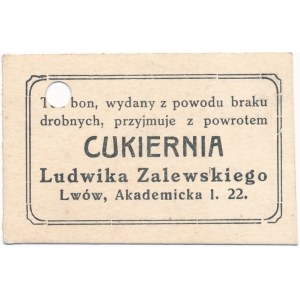 bon, wydany z powodu braku
drobnych, przyjmuje z powrotem
CUKIERNIA
Ludwika Zalewskiego
Lwów, Akademicka l. 22.